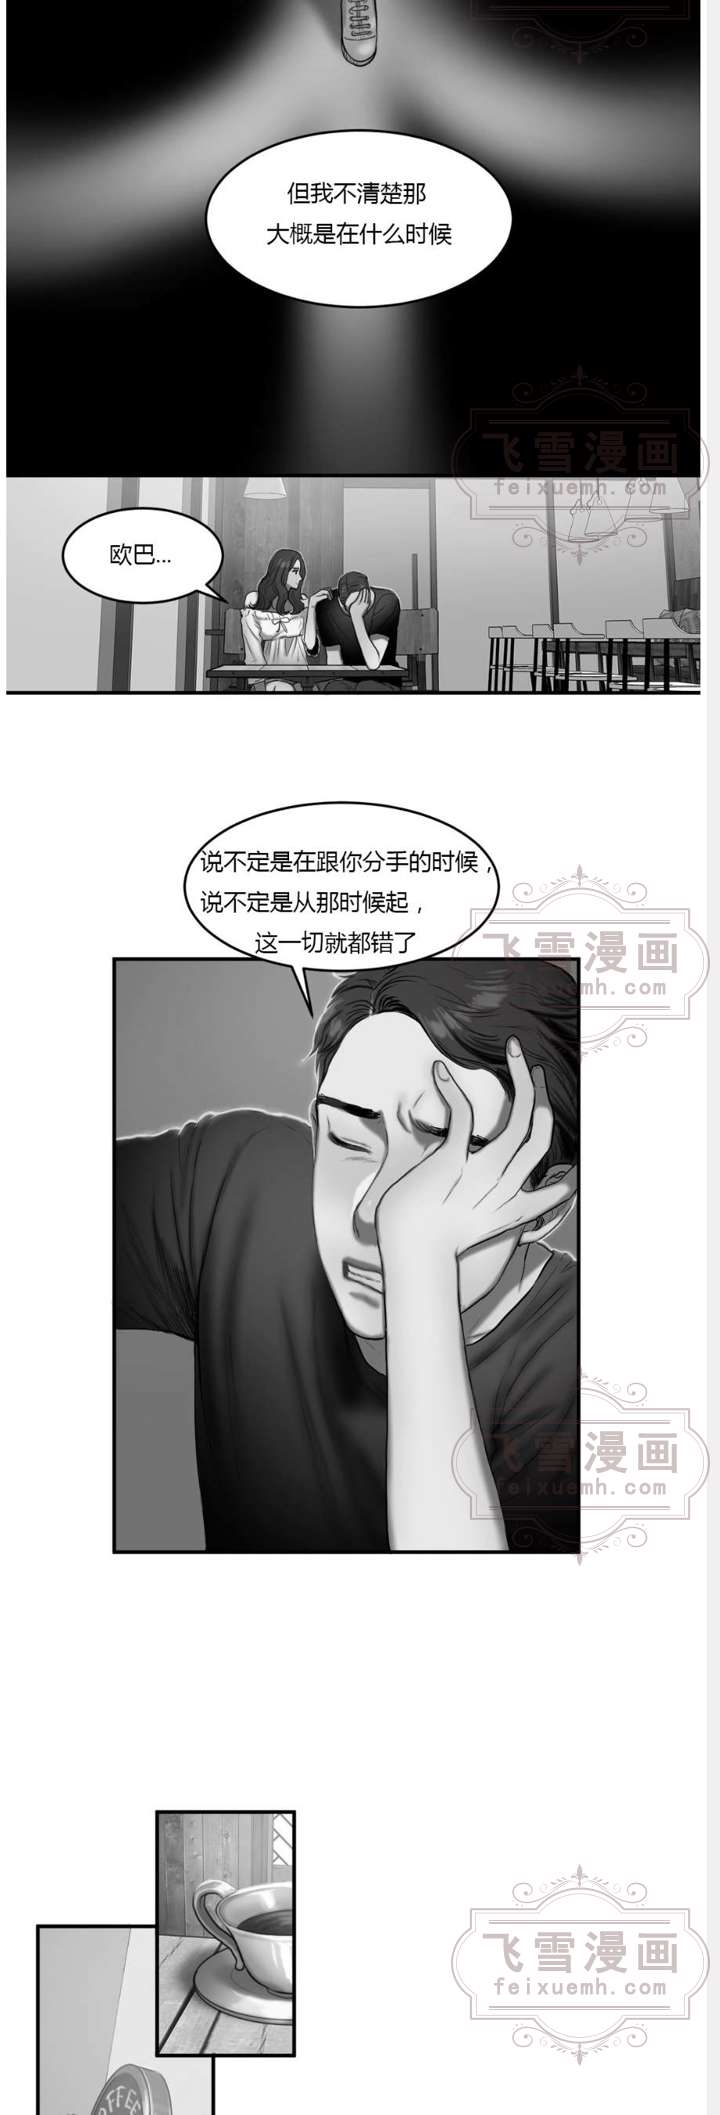 但我不清楚那
大概是在什么时候
飞雪漫画
feixuemh.com
欧巴...
说不定是在跟你分手的时候，
说不定是从那时候起，
这一切就都错了
飞雪漫画
feixuemh.com
飞雪漫画
feixuemh.com
飞雪漫画
feixuemh.com
COFFEE